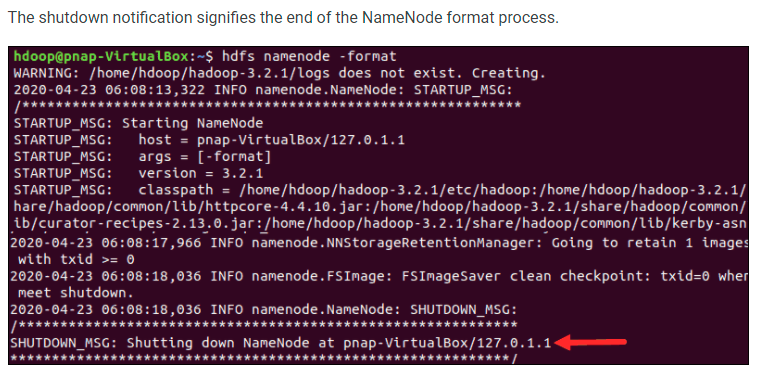 The shutdown notification signifies the end of the NameNode format process.
hdoop@pnap-VirtualBox:~$ hdfs namenode -format
WARNING: /home/hdoop/hadoop-3.2.1/logs does not exist. Creating.
2020-04-23 06:08:13,322 INFO namenode.NameNode: STARTUP_MSG:
/************************************************************
STARTUP_MSG: Starting NameNode
STARTUP_MSG:   host = pnap-VirtualBox/127.0.1.1
STARTUP_MSG:   args = [-format]
STARTUP_MSG:   version = 3.2.1
STARTUP_MSG:   classpath = /home/hdoop/hadoop-3.2.1/etc/hadoop:/home/hdoop/hadoop-3.2.1/
hare/hadoop/common/lib/httpcore-4.4.10.jar:/home/hdoop/hadoop-3.2.1/share/hadoop/common/
ib/curator-recipes-2.13.0.jar:/home/hdoop/hadoop-3.2.1/share/hadoop/common/lib/kerby-asn
2020-04-23 06:08:17,966 INFO namenode.NNStorageRetentionManager: Going to retain 1 images
with txid >= 0
2020-04-23 06:08:18,036 INFO namenode.FSImage: FSImageSaver clean checkpoint: txid=0 when
meet shutdown.
2020-04-23 06:08:18,036 INFO namenode.NameNode: SHUTDOWN_MSG:
/************************************************************
SHUTDOWN_MSG: Shutting down NameNode at pnap-VirtualBox/127.0.1.1
************************************************************/